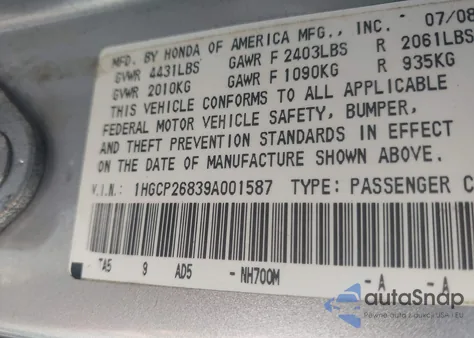 MFD. BY HONDA OF AMERICA MFG., INC. 07/08
GVWR 4431LBS GAWR F 2403LBS R 2061LBS
GVWR 2010KG GAWR F 1090KG R 935KG
THIS VEHICLE CONFORMS TO ALL APPLICABLE
FEDERAL MOTOR VEHICLE SAFETY, BUMPER,
AND THEFT PREVENTION STANDARDS IN EFFECT
ON THE DATE OF MANUFACTURE SHOWN ABOVE.
V.I.N.: 1HGCP26839A001587 TYPE: PASSENGER C
TA5 9 AD5 - NH700M -A -A
autoSnap